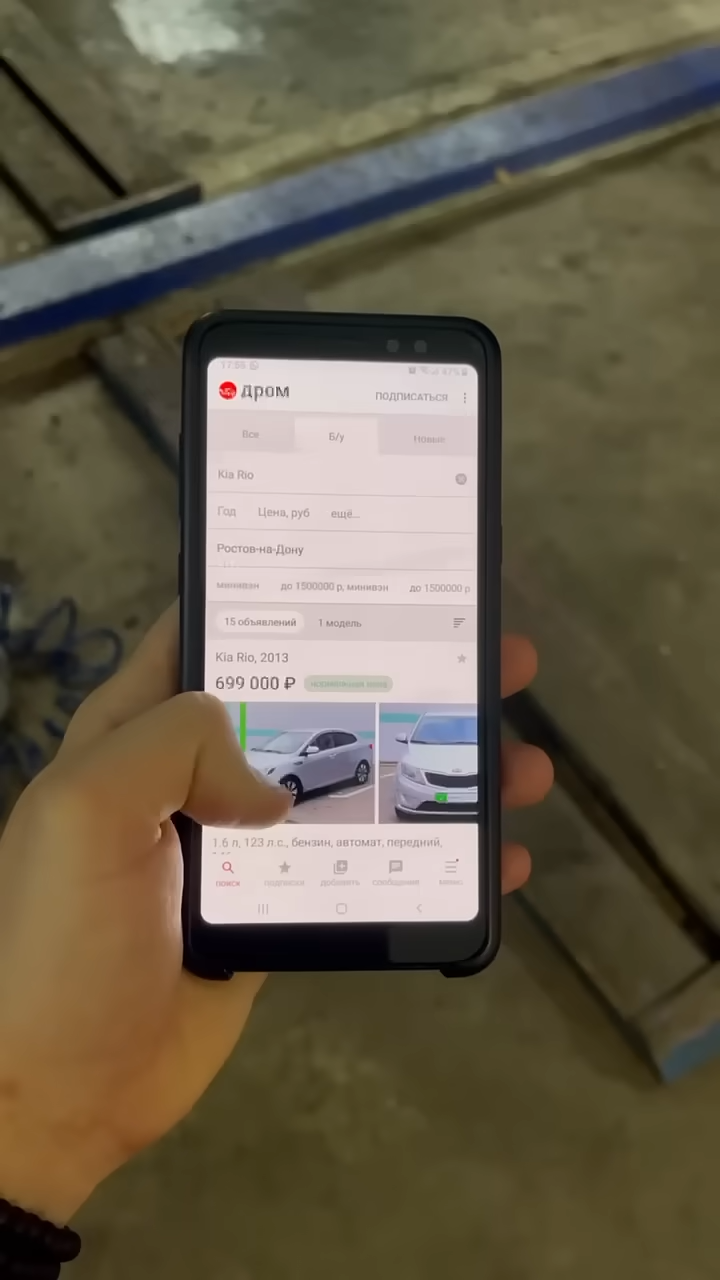 дром ПОДПИСАТЬСЯ
Все Б/у Новые
Kia Rio
Год Цена, руб ещё...
Ростов-на-Дону
минивэн до 1500000 р, минивэн до 1500000 р
15 объявлений 1 модель
Kia Rio, 2013
699 000 ₽ нормальная цена
1.6 л, 123 л.с., бензин, автомат, передний,
поиск подписки добавить сообщения меню